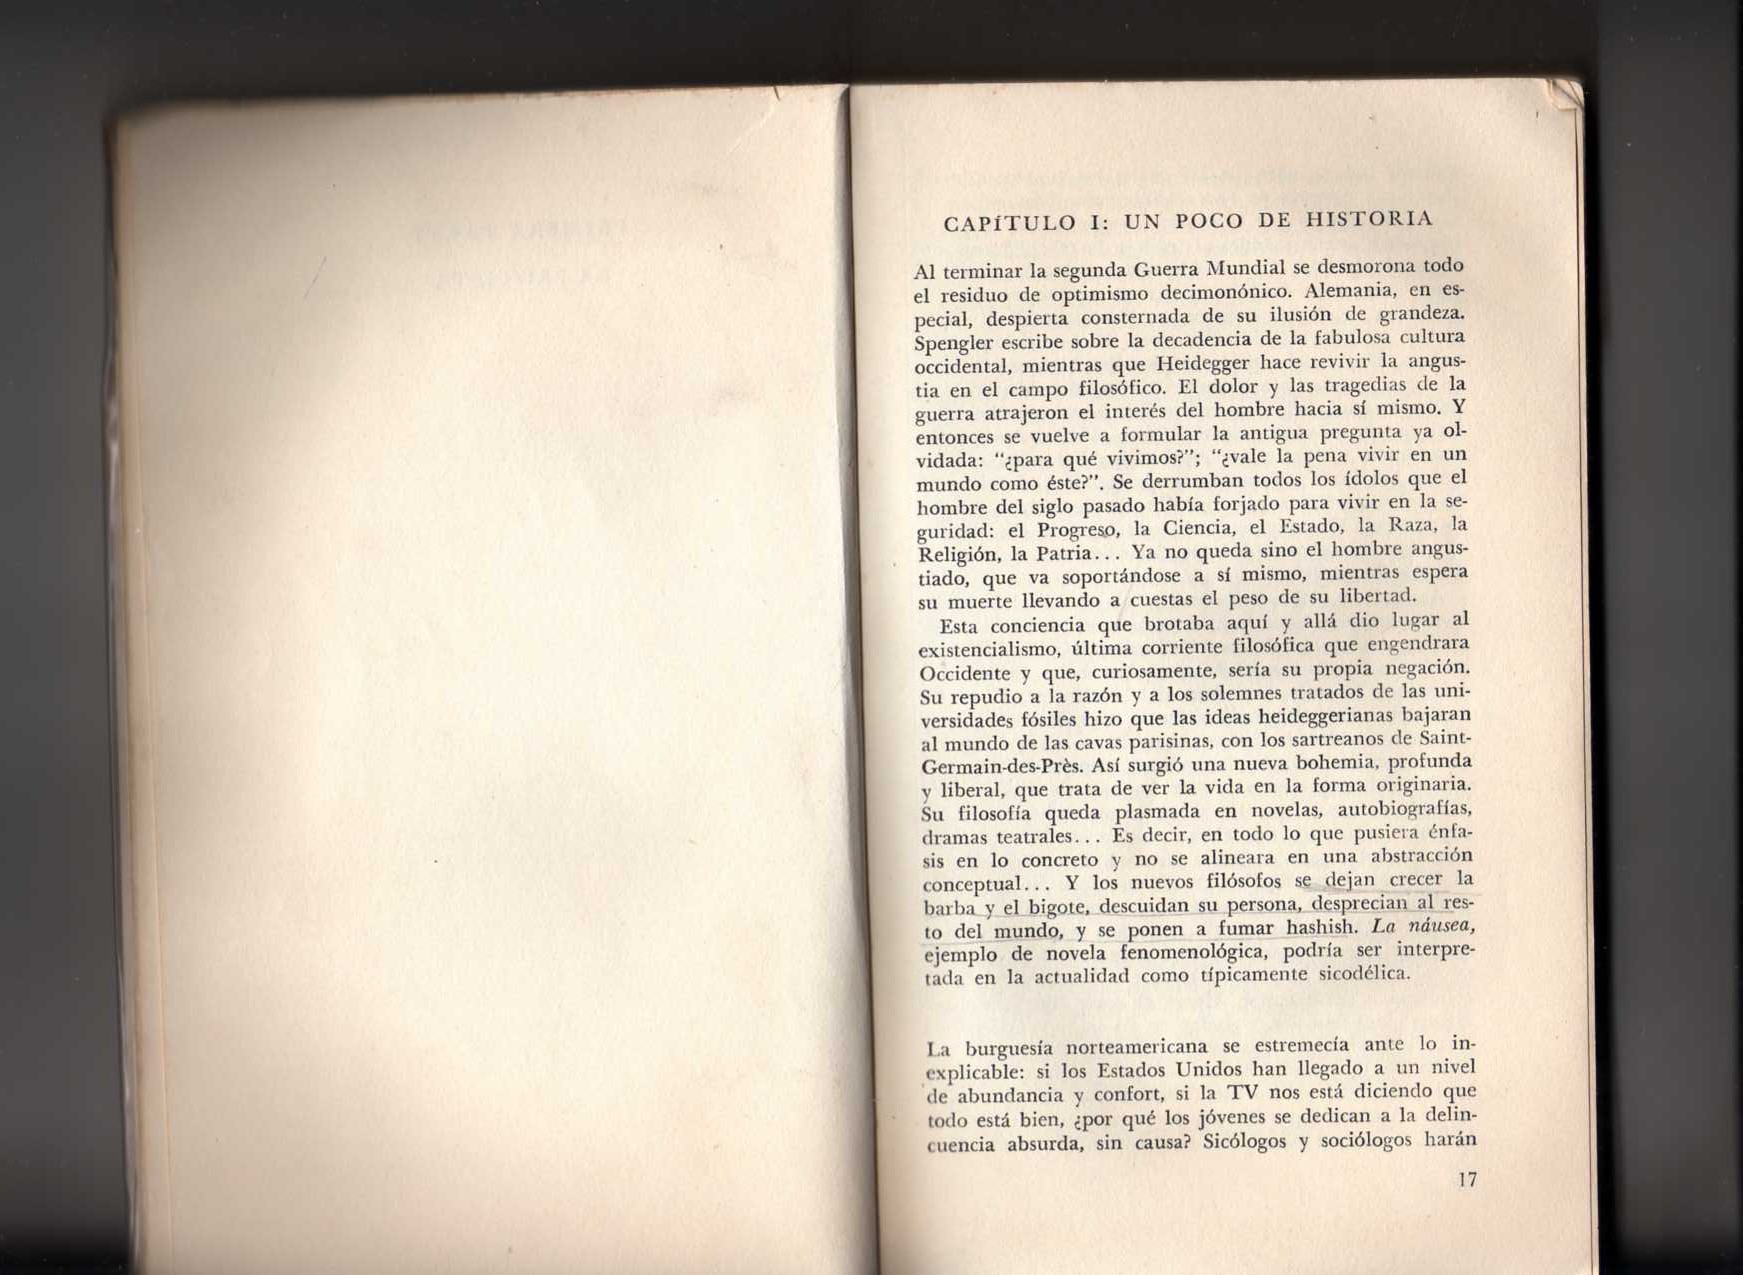 CAPÍTULO I: UN POCO DE HISTORIA
Al terminar la segunda Guerra Mundial se desmorona todo
el residuo de optimismo decimonónico. Alemania, en es-
pecial, despierta consternada de su ilusión de grandeza.
Spengler escribe sobre la decadencia de la fabulosa cultura
occidental, mientras que Heidegger hace revivir la angus-
tia en el campo filosófico. El dolor y las tragedias de la
guerra atrajeron el interés del hombre hacia sí mismo. Y
entonces se vuelve a formular la antigua pregunta ya ol-
vidada: “¿para qué vivimos?”; “¿vale la pena vivir en un
mundo como éste?”. Se derrumban todos los ídolos que el
hombre del siglo pasado había forjado para vivir en la se-
guridad: el Progreso, la Ciencia, el Estado, la Raza, la
Religión, la Patria... Ya no queda sino el hombre angus-
tiado, que va soportándose a sí mismo, mientras espera
su muerte llevando a cuestas el peso de su libertad.
Esta conciencia que brotaba aquí y allá dio lugar al
existencialismo, última corriente filosófica que engendrara
Occidente y que, curiosamente, sería su propia negación.
Su repudio a la razón y a los solemnes tratados de las uni-
versidades fósiles hizo que las ideas heideggerianas bajaran
al mundo de las cavas parisinas, con los sartreanos de Saint-
Germain-des-Près. Así surgió una nueva bohemia, profunda
y liberal, que trata de ver la vida en la forma originaria.
Su filosofía queda plasmada en novelas, autobiografías,
dramas teatrales... Es decir, en todo lo que pusiera énfa-
sis en lo concreto y no se alineara en una abstracción
conceptual... Y los nuevos filósofos se dejan crecer la
barba y el bigote, descuidan su persona, desprecian al res-
to del mundo, y se ponen a fumar hashish. La náusea,
ejemplo de novela fenomenológica, podría ser interpre-
tada en la actualidad como típicamente sicodélica.
La burguesía norteamericana se estremecía ante lo in-
explicable: si los Estados Unidos han llegado a un nivel
de abundancia y confort, si la TV nos está diciendo que
todo está bien, ¿por qué los jóvenes se dedican a la delin-
cuencia absurda, sin causa? Sicólogos y sociólogos harán
17